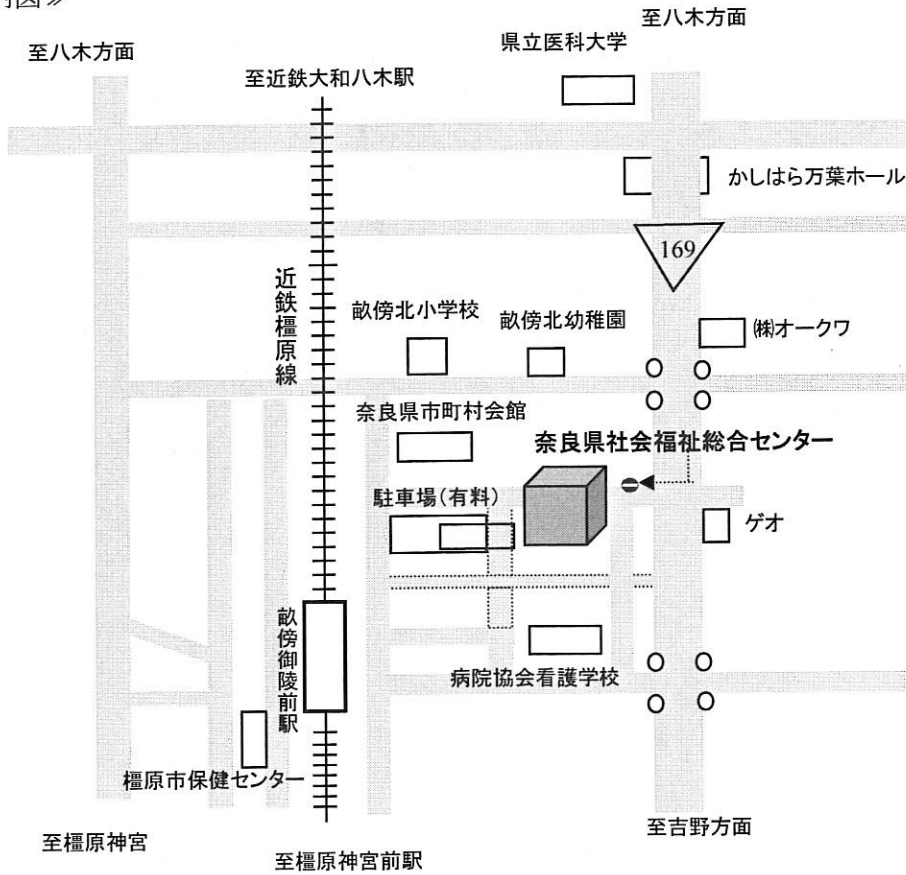 図≫
至八木方面
県立医科大学
至八木方面
至近鉄大和八木駅
かしはら万葉ホール
169
近鉄橿原線
畝傍北小学校
畝傍北幼稚園
㈱オークワ
奈良県市町村会館
奈良県社会福祉総合センター
駐車場(有料)
ゲオ
畝傍御陵前駅
病院協会看護学校
橿原市保健センター
至橿原神宮
至吉野方面
至橿原神宮前駅